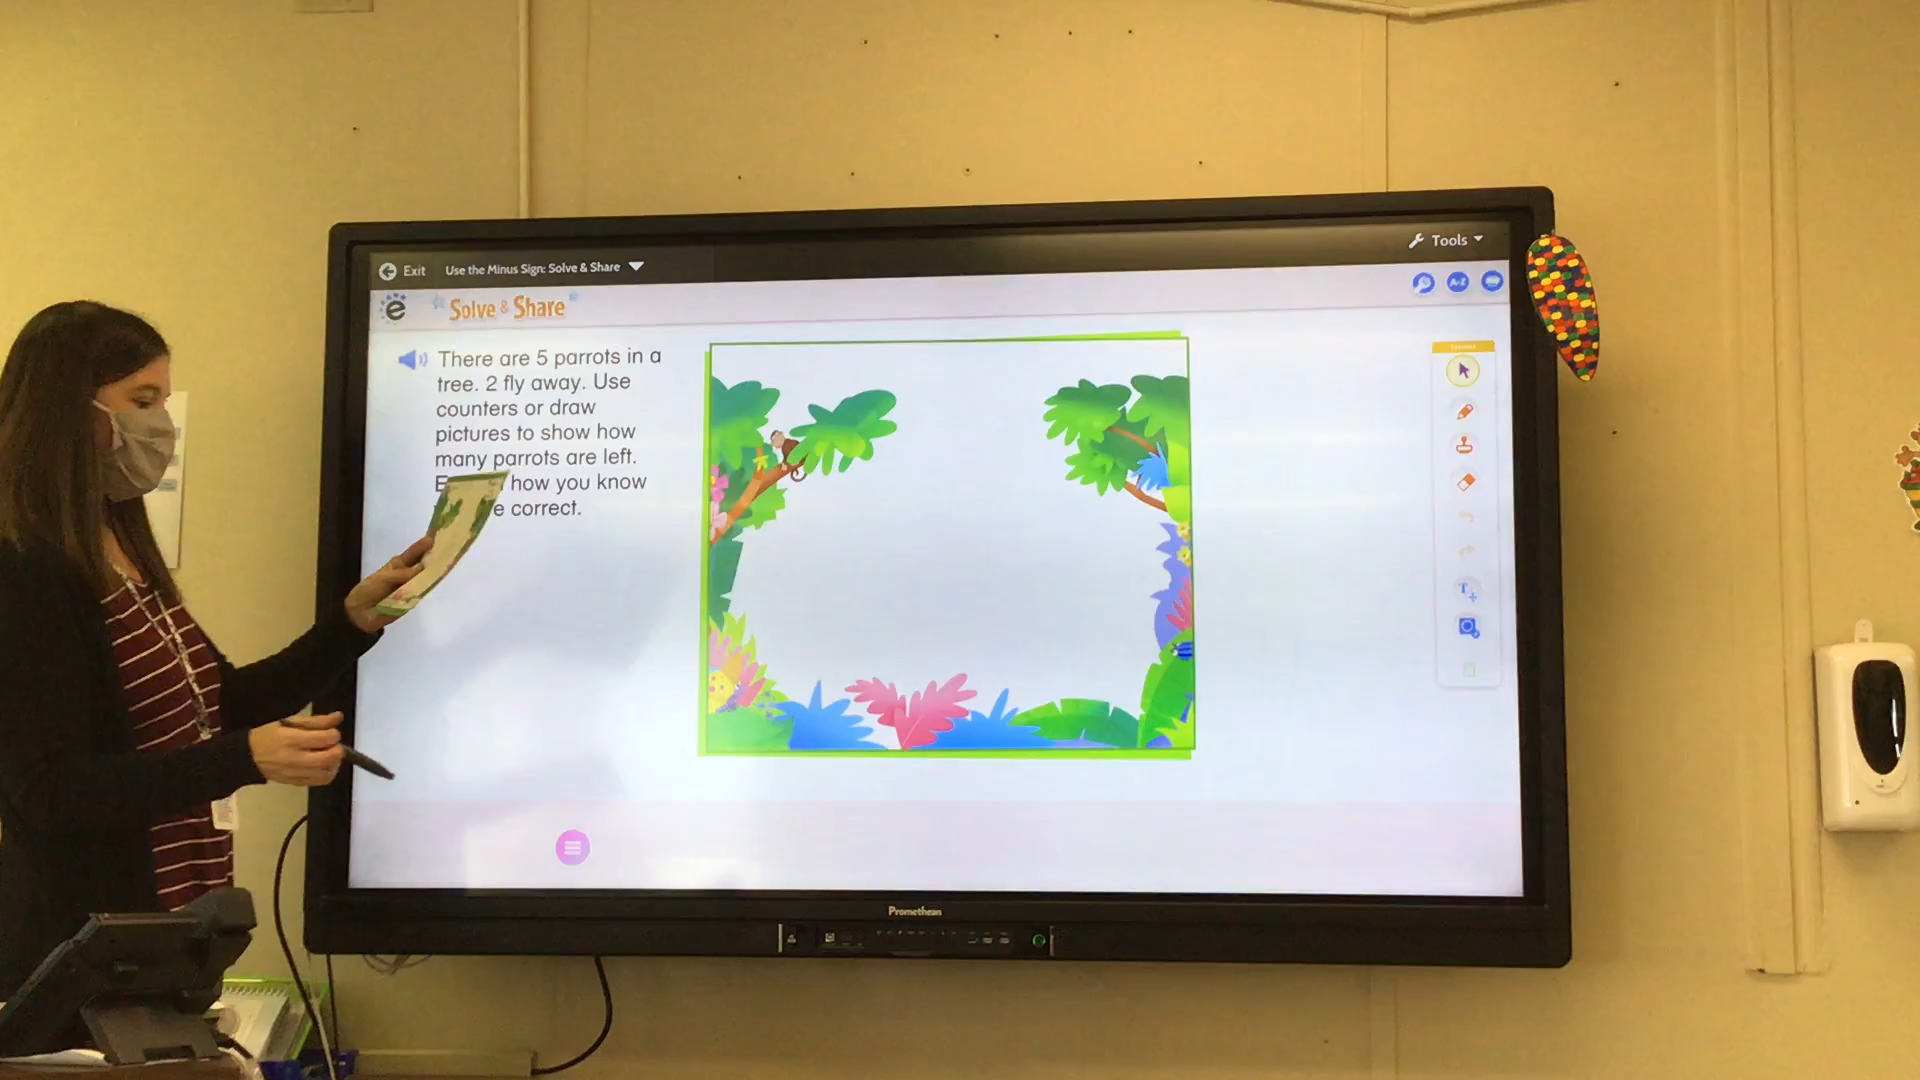 Tools
Exit Use the Minus Sign: Solve & Share
e Solve & Share
A-Z
There are 5 parrots in a
tree. 2 fly away. Use
counters or draw
pictures to show how
many parrots are left.
how you know
correct.
T
Promethean